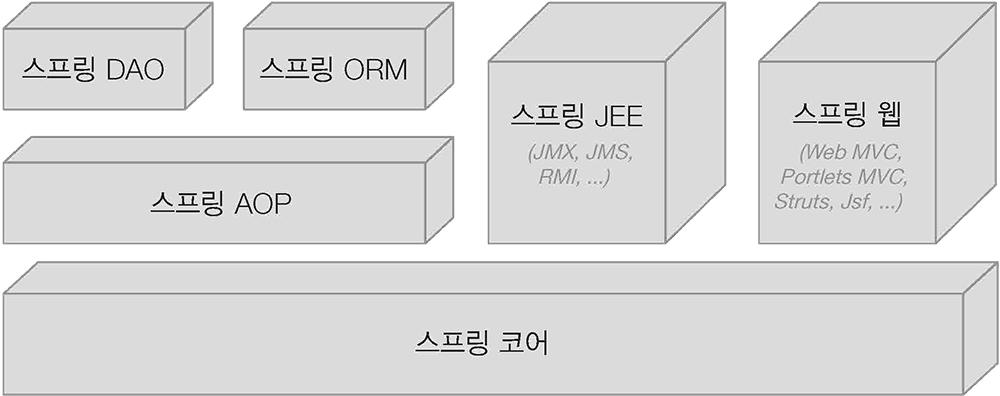 스프링 DAO
스프링 ORM
스프링 JEE
(JMX, JMS,
RMI, ...)
스프링 웹
(Web MVC,
Portlets MVC,
Struts, Jsf, ...)
스프링 AOP
스프링 코어